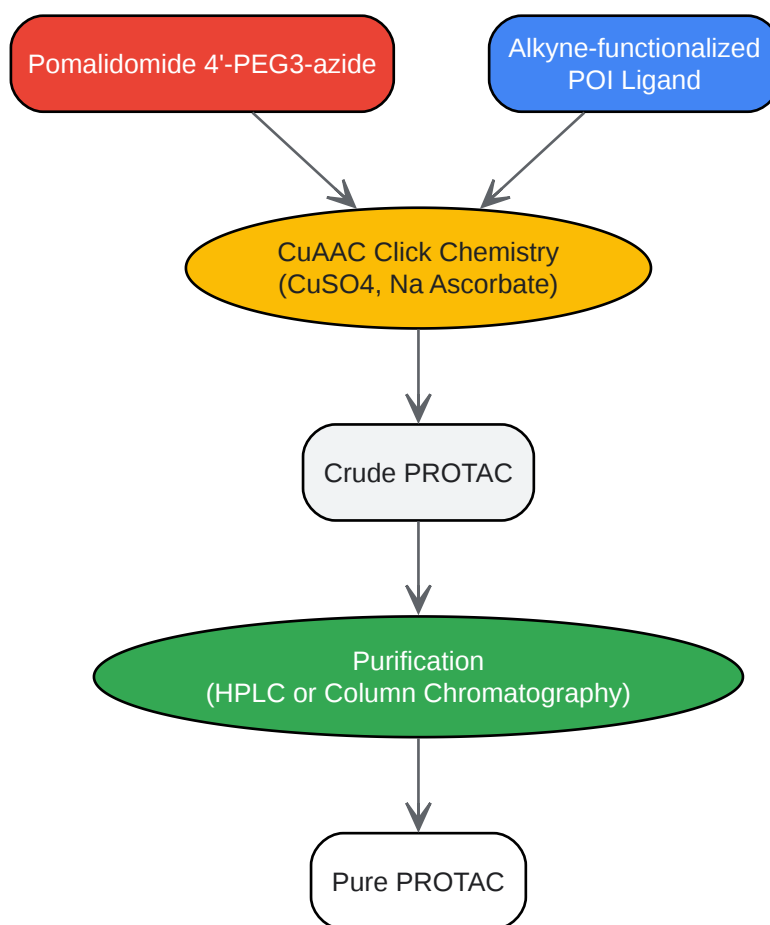 Pomalidomide 4'-PEG3-azide
Alkyne-functionalized
POI Ligand
CuAAC Click Chemistry
(CuSO4, Na Ascorbate)
Crude PROTAC
Purification
(HPLC or Column Chromatography)
Pure PROTAC